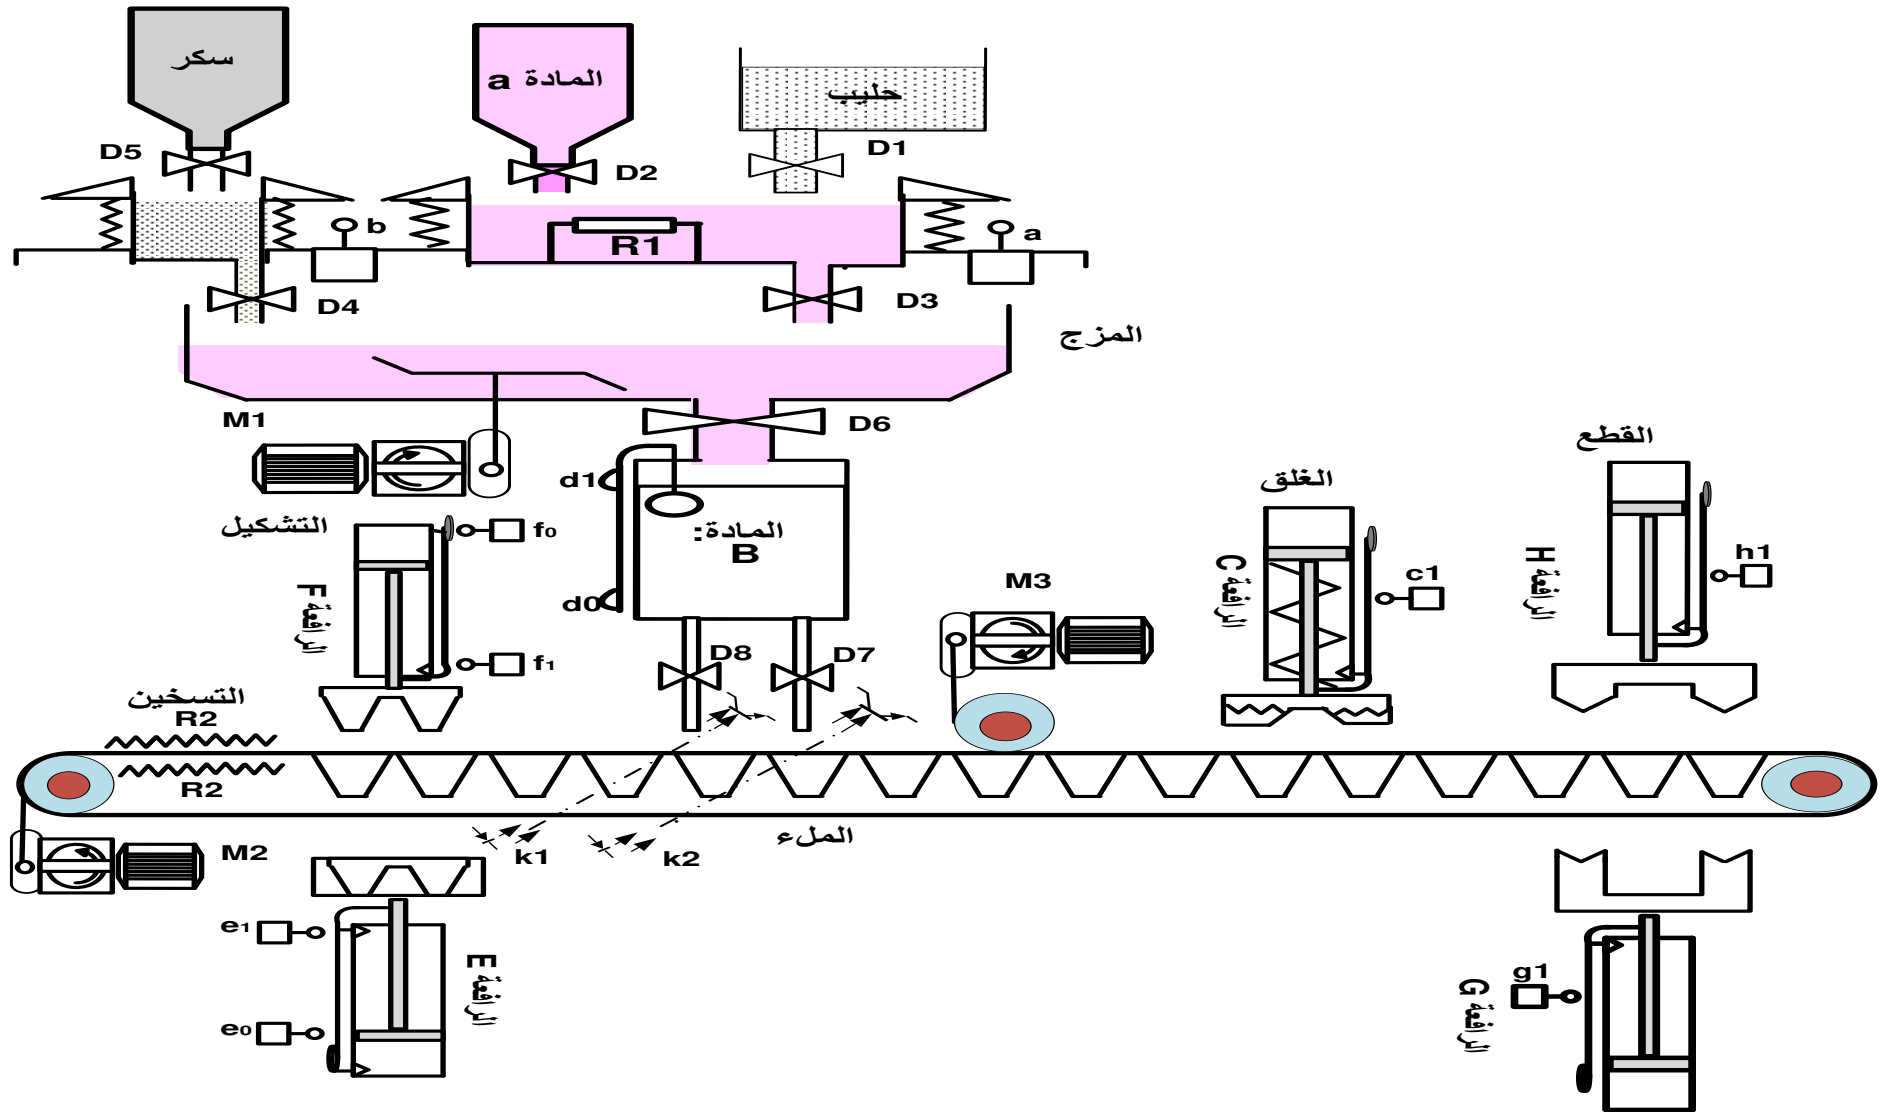 سكر
المادة a
حليب
D5
D2
D1
b
R1
a
D4
D3
المزج
M1
D6
القطع
d1
الغلق
التشكيل
f0
المادة:
B
h1
الرافعة H
الرافعة C
c1
M3
الرافعة F
d0
f1
D8
D7
التسخين
R2
R2
الملء
M2
k1
k2
e1
الرافعة E
g1
الرافعة G
e0